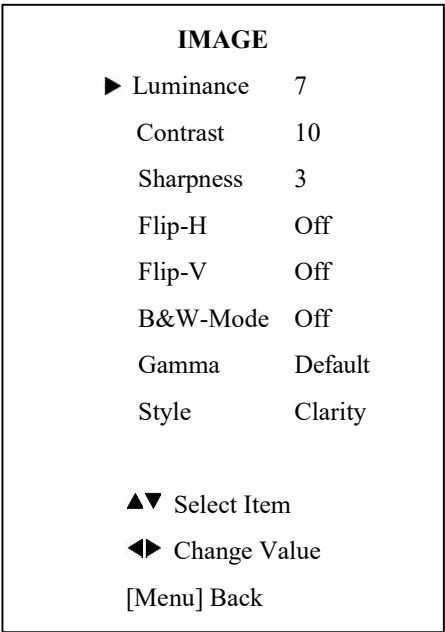 IMAGE
▶ Luminance 7
Contrast 10
Sharpness 3
Flip-H Off
Flip-V Off
B&W-Mode Off
Gamma Default
Style Clarity
▲▼ Select Item
◀▶ Change Value
[Menu] Back